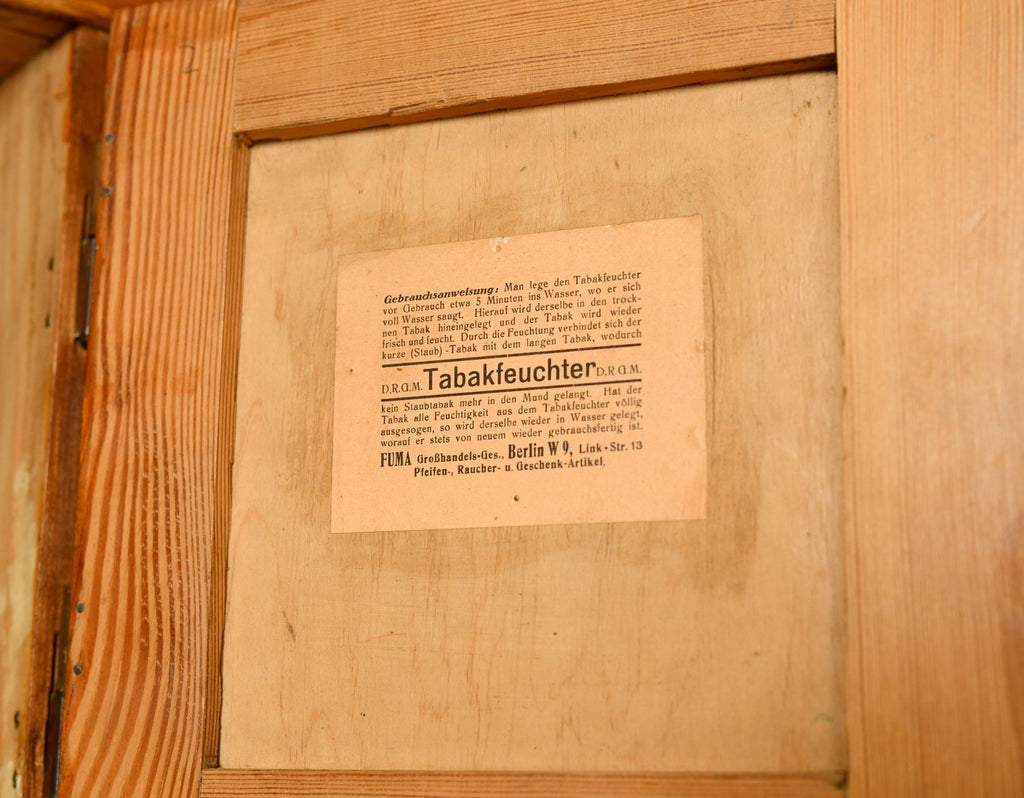 2
Gebrauchsanweisung: Man lege den Tabakfeuchter
vor Gebrauch etwa 5 Minuten ins Wasser, wo er sich
voll Wasser saugt. Hierauf wird derselbe in den trock-
nen Tabak hineingelegt und der Tabak wird wieder
frisch und feucht. Durch die Feuchtung verbindet sich der
kurze (Staub)-Tabak mit dem langen Tabak, wodurch
D.R.G.M. Tabakfeuchter D.R.G.M.
kein Staubtabak mehr in den Mund gelangt. Hat der
Tabak alle Feuchtigkeit aus dem Tabakfeuchter völlig
ausgesogen, so wird derselbe wieder in Wasser gelegt,
worauf er stets von neuem wieder gebrauchsfertig ist.
FUMA Großhandels-Ges., Berlin W 9, Link-Str. 13
Pfeifen-, Raucher- u. Geschenk-Artikel.